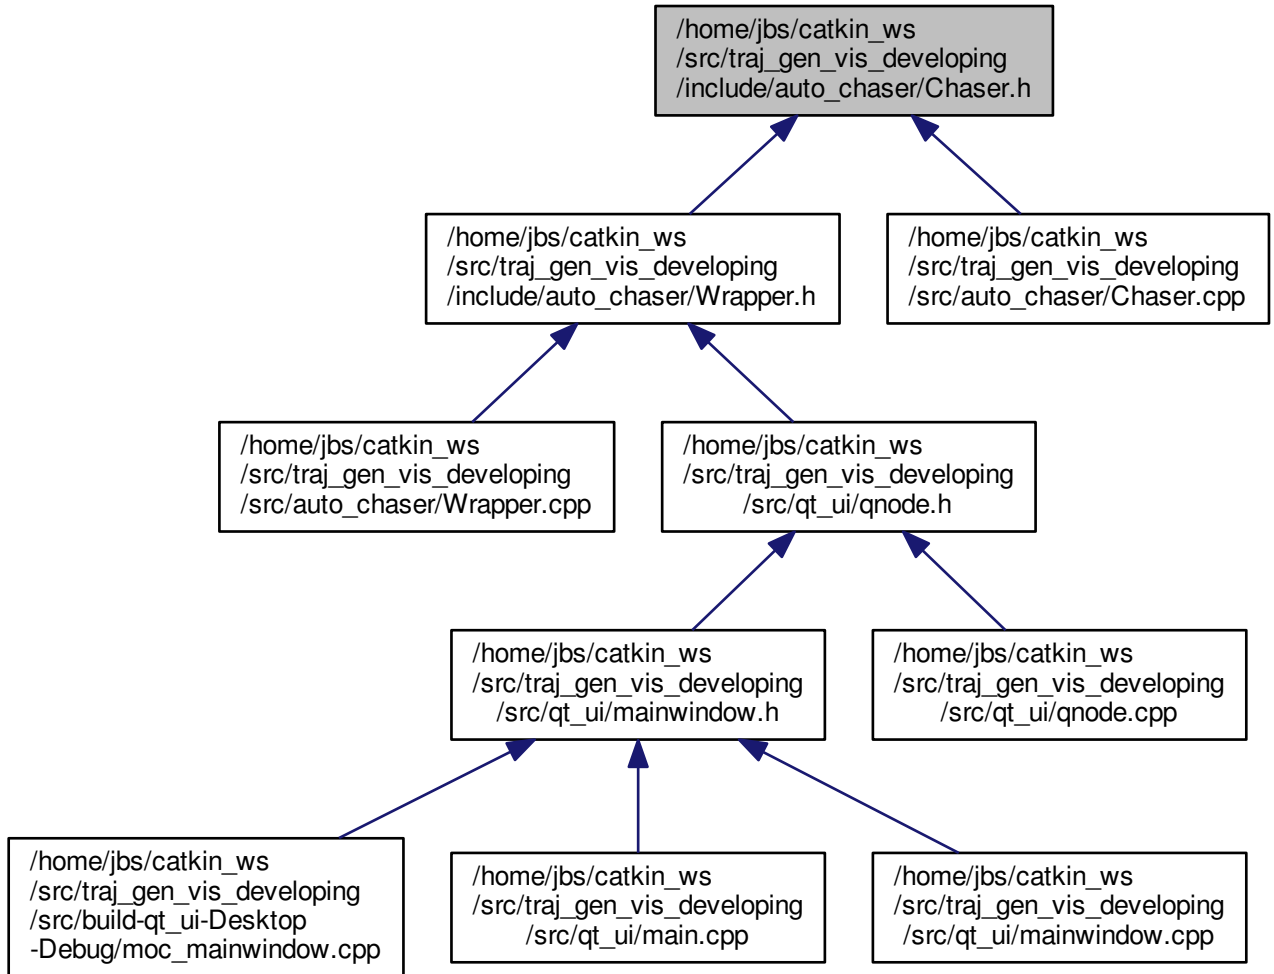 /home/jbs/catkin_ws
/src/traj_gen_vis_developing
/include/auto_chaser/Chaser.h
/home/jbs/catkin_ws
/src/traj_gen_vis_developing
/include/auto_chaser/Wrapper.h
/home/jbs/catkin_ws
/src/traj_gen_vis_developing
/src/auto_chaser/Chaser.cpp
/home/jbs/catkin_ws
/src/traj_gen_vis_developing
/src/auto_chaser/Wrapper.cpp
/home/jbs/catkin_ws
/src/traj_gen_vis_developing
/src/qt_ui/qnode.h
/home/jbs/catkin_ws
/src/traj_gen_vis_developing
/src/qt_ui/mainwindow.h
/home/jbs/catkin_ws
/src/traj_gen_vis_developing
/src/qt_ui/qnode.cpp
/home/jbs/catkin_ws
/src/traj_gen_vis_developing
/src/build-qt_ui-Desktop
-Debug/moc_mainwindow.cpp
/home/jbs/catkin_ws
/src/traj_gen_vis_developing
/src/qt_ui/main.cpp
/home/jbs/catkin_ws
/src/traj_gen_vis_developing
/src/qt_ui/mainwindow.cpp